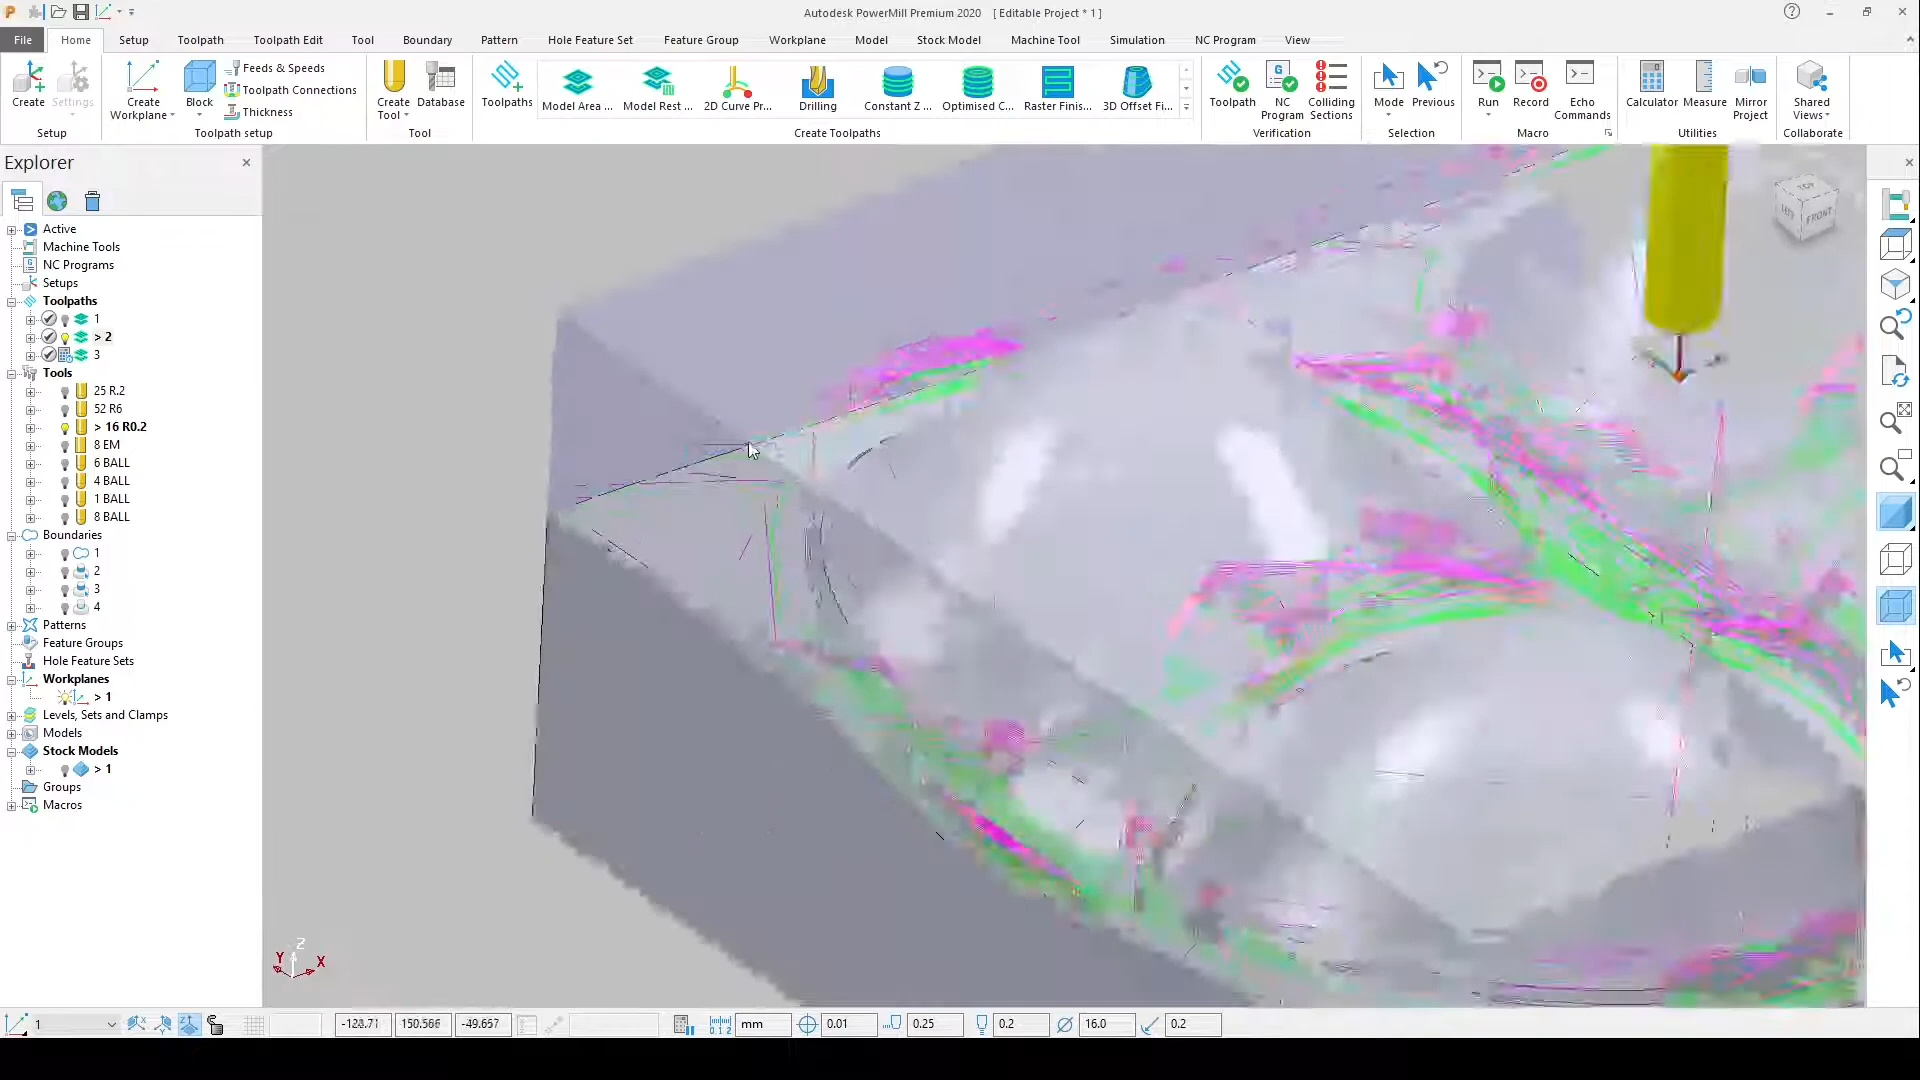 Autodesk PowerMill Premium 2020 [ Editable Project * 1 ]
File Home Setup Toolpath Toolpath Edit Tool Boundary Pattern Hole Feature Set Feature Group Workplane Model Stock Model Machine Tool Simulation NC Program View
Create
Settings
Setup
Create
Workplane
Block
Feeds & Speeds
Toolpath Connections
Thickness
Toolpath setup
Create
Tool
Database
Tool
Toolpaths
Model Area ...
Model Rest ...
2D Curve Pr...
Drilling
Constant Z ...
Optimised C...
Raster Finis...
3D Offset Fi...
Create Toolpaths
Toolpath
NC
Program
Colliding
Sections
Verification
Mode
Previous
Selection
Run
Record
Echo
Commands
Macro
Calculator
Measure
Mirror
Project
Utilities
Shared
Views
Collaborate
Explorer
Active
Machine Tools
NC Programs
Setups
Toolpaths
1
> 2
3
Tools
25 R.2
52 R6
> 16 R0.2
8 EM
6 BALL
4 BALL
1 BALL
8 BALL
Boundaries
1
2
3
4
Patterns
Feature Groups
Hole Feature Sets
Workplanes
> 1
Levels, Sets and Clamps
Models
Stock Models
> 1
Groups
Macros
TOP
FRONT
Z
Y
X
1
150.566
-49.657
mm
0.01
0.25
0.2
16.0
0.2